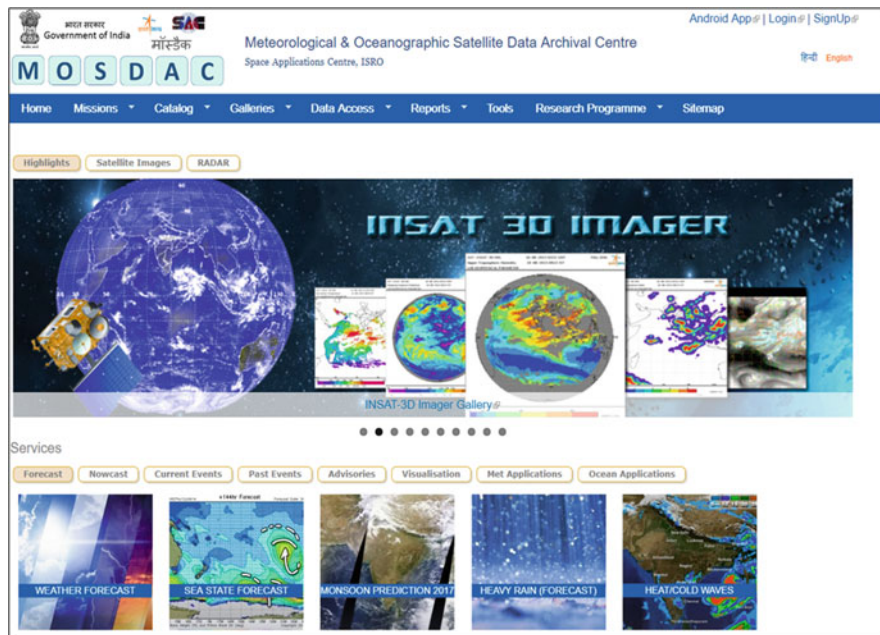 भारत सरकार
Government of India
मॉस्डैक
SAC
Android App | Login | SignUp
Meteorological & Oceanographic Satellite Data Archival Centre
Space Applications Centre, ISRO
हिन्दी English
MOSDAC
Home Missions Catalog Galleries Data Access Reports Tools Research Programme Sitemap
Highlights Satellite Images RADAR
INSAT 3D IMAGER
INSAT-3D Imager Gallery
Services
Forecast Nowcast Current Events Past Events Advisories Visualisation Met Applications Ocean Applications
WEATHER FORECAST SEA STATE FORECAST MONSOON PREDICTION 2017 HEAVY RAIN (FORECAST) HEAT/COLD WAVES